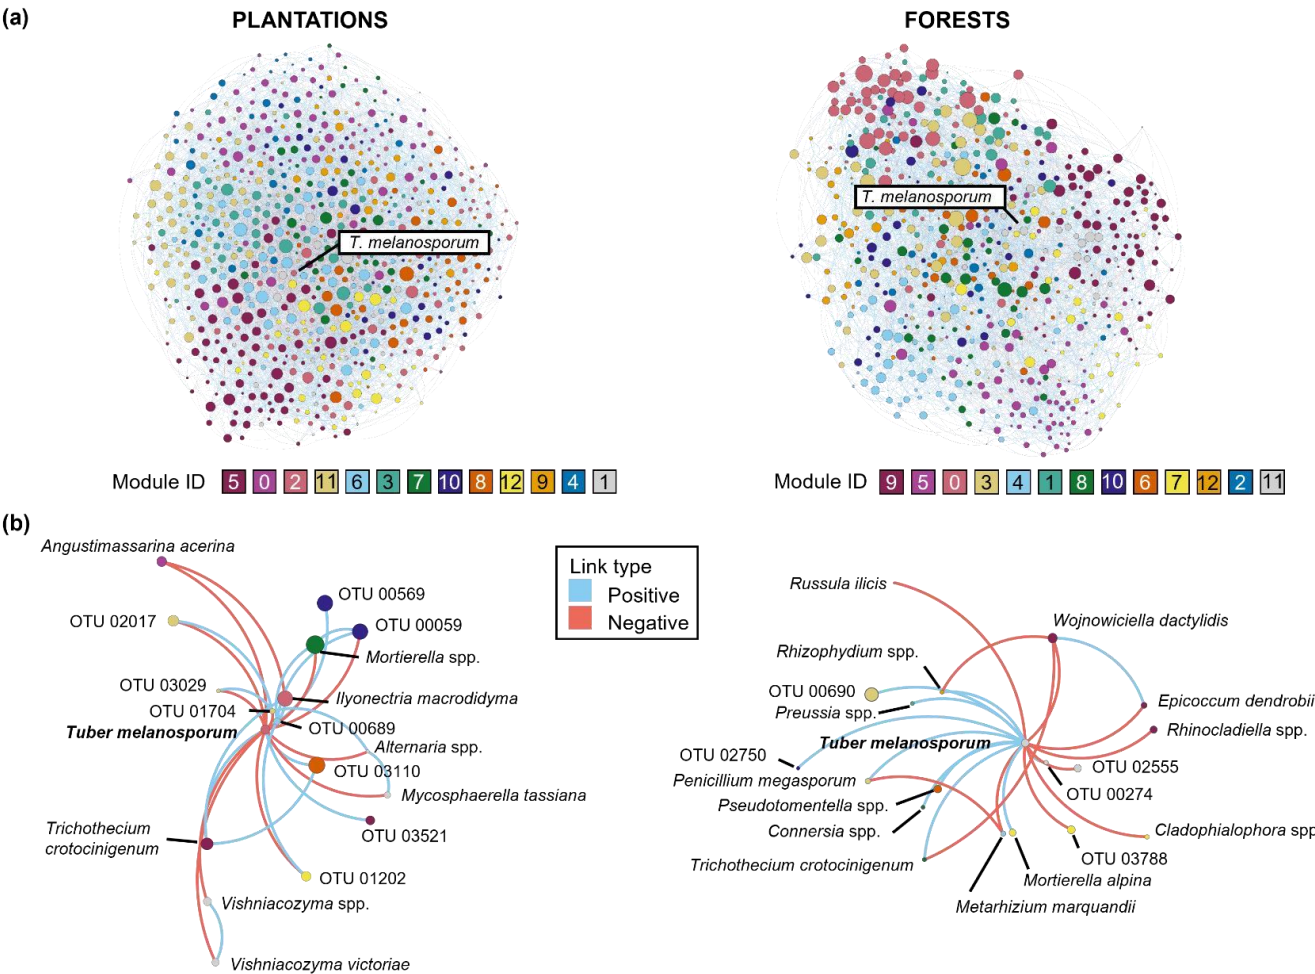 (a)
PLANTATIONS
FORESTS
T. melanosporum
T. melanosporum
Module ID 5 0 2 11 6 3 7 10 8 12 9 4 1
Module ID 9 5 0 3 4 1 8 10 6 7 12 2 11
(b)
Angustimassarina acerina
OTU 02017
OTU 00569
OTU 00059
Mortierella spp.
OTU 03029
Ilyonectria macrodidyma
OTU 01704
OTU 00689
Tuber melanosporum
Alternaria spp.
OTU 03110
Mycosphaerella tassiana
OTU 03521
Trichothecium
crotocinigenum
OTU 01202
Vishniacozyma spp.
Vishniacozyma victoriae
Link type
Positive
Negative
Russula ilicis
Wojnowiciella dactylidis
Rhizophydium spp.
OTU 00690
Preussia spp.
Epicoccum dendrobii
Rhinocladiella spp.
Tuber melanosporum
OTU 02750
OTU 02555
Penicillium megasporum
OTU 00274
Pseudotomentella spp.
Connersia spp.
Cladophialophora spp
Trichothecium crotocinigenum
OTU 03788
Mortierella alpina
Metarhizium marquandii